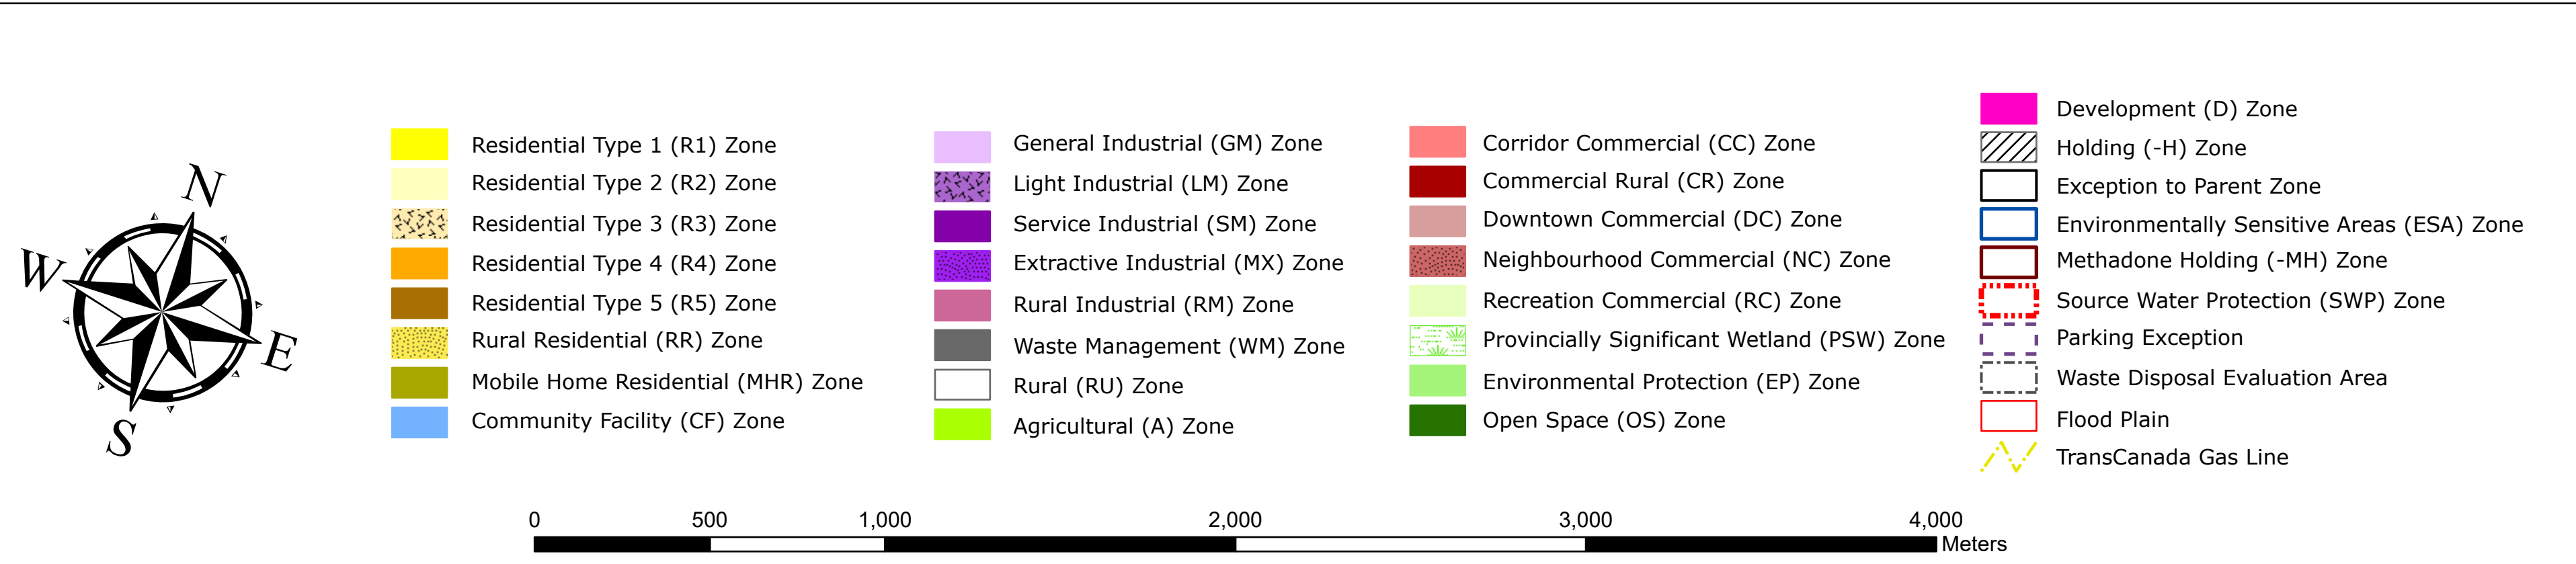 N
W
E
S
Residential Type 1 (R1) Zone
Residential Type 2 (R2) Zone
Residential Type 3 (R3) Zone
Residential Type 4 (R4) Zone
Residential Type 5 (R5) Zone
Rural Residential (RR) Zone
Mobile Home Residential (MHR) Zone
Community Facility (CF) Zone
General Industrial (GM) Zone
Light Industrial (LM) Zone
Service Industrial (SM) Zone
Extractive Industrial (MX) Zone
Rural Industrial (RM) Zone
Waste Management (WM) Zone
Rural (RU) Zone
Agricultural (A) Zone
Corridor Commercial (CC) Zone
Commercial Rural (CR) Zone
Downtown Commercial (DC) Zone
Neighbourhood Commercial (NC) Zone
Recreation Commercial (RC) Zone
Provincially Significant Wetland (PSW) Zone
Environmental Protection (EP) Zone
Open Space (OS) Zone
Development (D) Zone
Holding (-H) Zone
Exception to Parent Zone
Environmentally Sensitive Areas (ESA) Zone
Methadone Holding (-MH) Zone
Source Water Protection (SWP) Zone
Parking Exception
Waste Disposal Evaluation Area
Flood Plain
TransCanada Gas Line
0 500 1,000 2,000 3,000 4,000
Meters